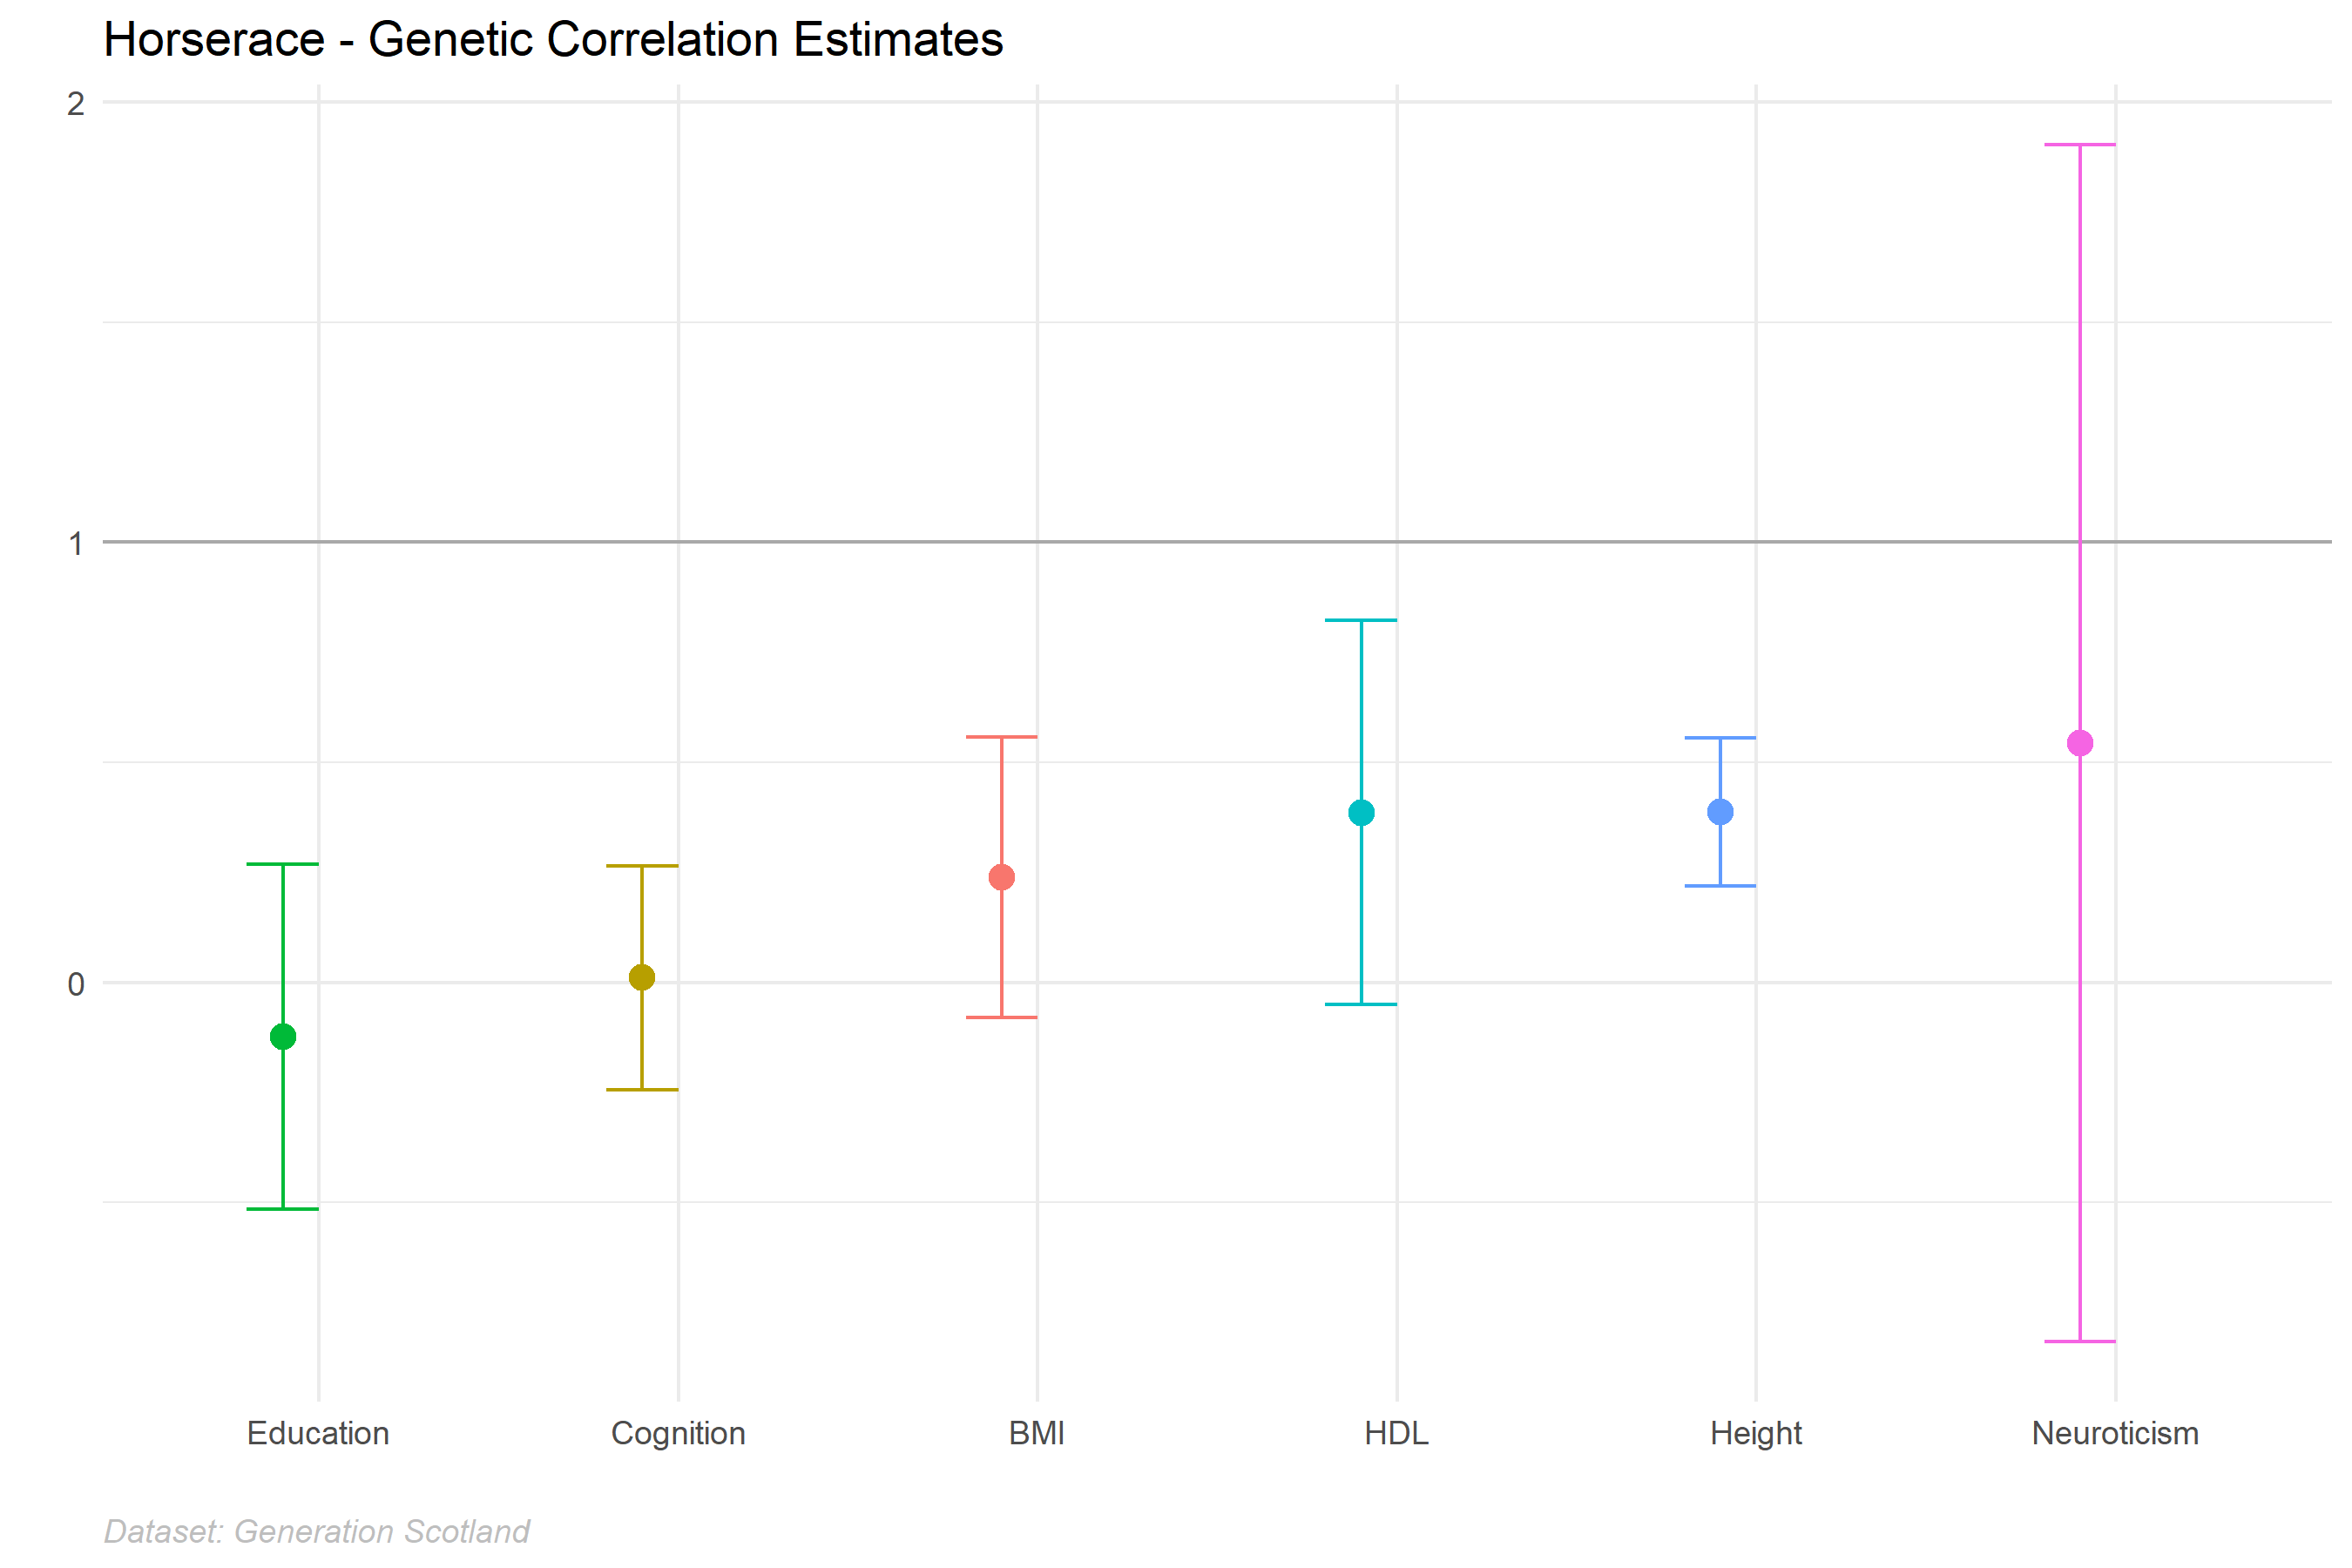 Horserace - Genetic Correlation Estimates
2
1
0
Education Cognition BMI HDL Height Neuroticism
Dataset: Generation Scotland